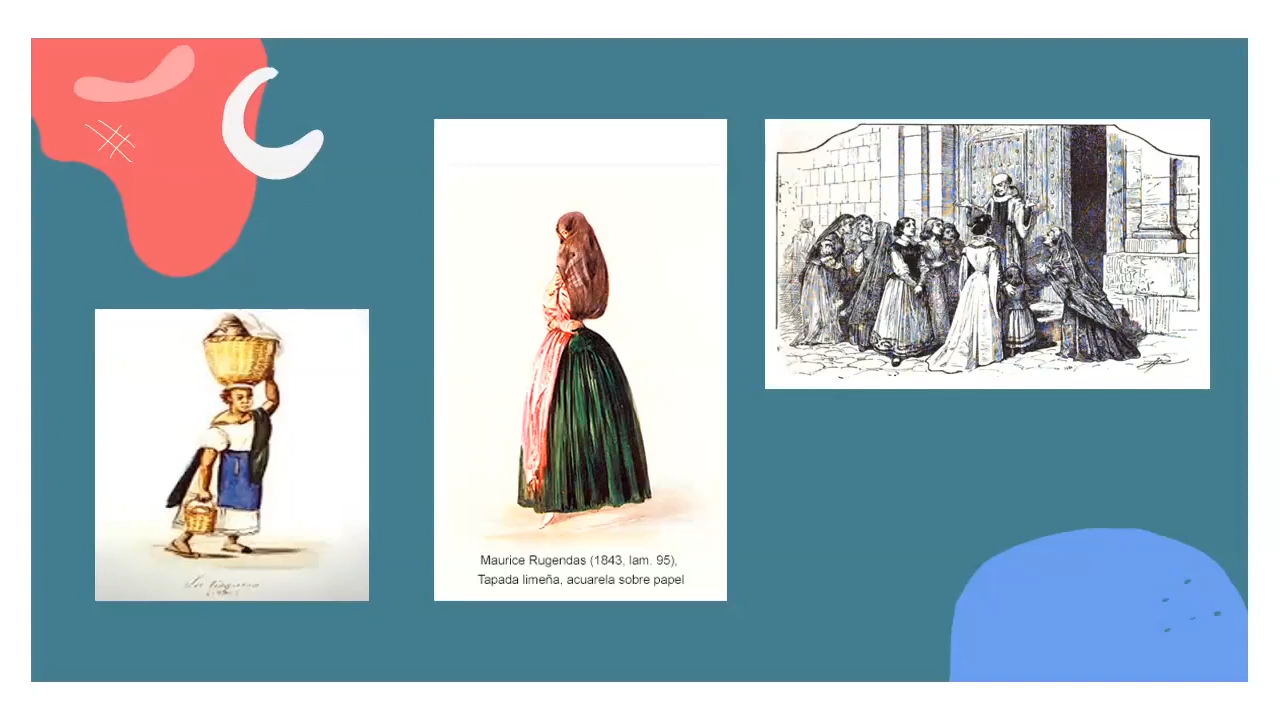 Maurice Rugendas (1843, lam. 95),
Tapada limeña, acuarela sobre papel